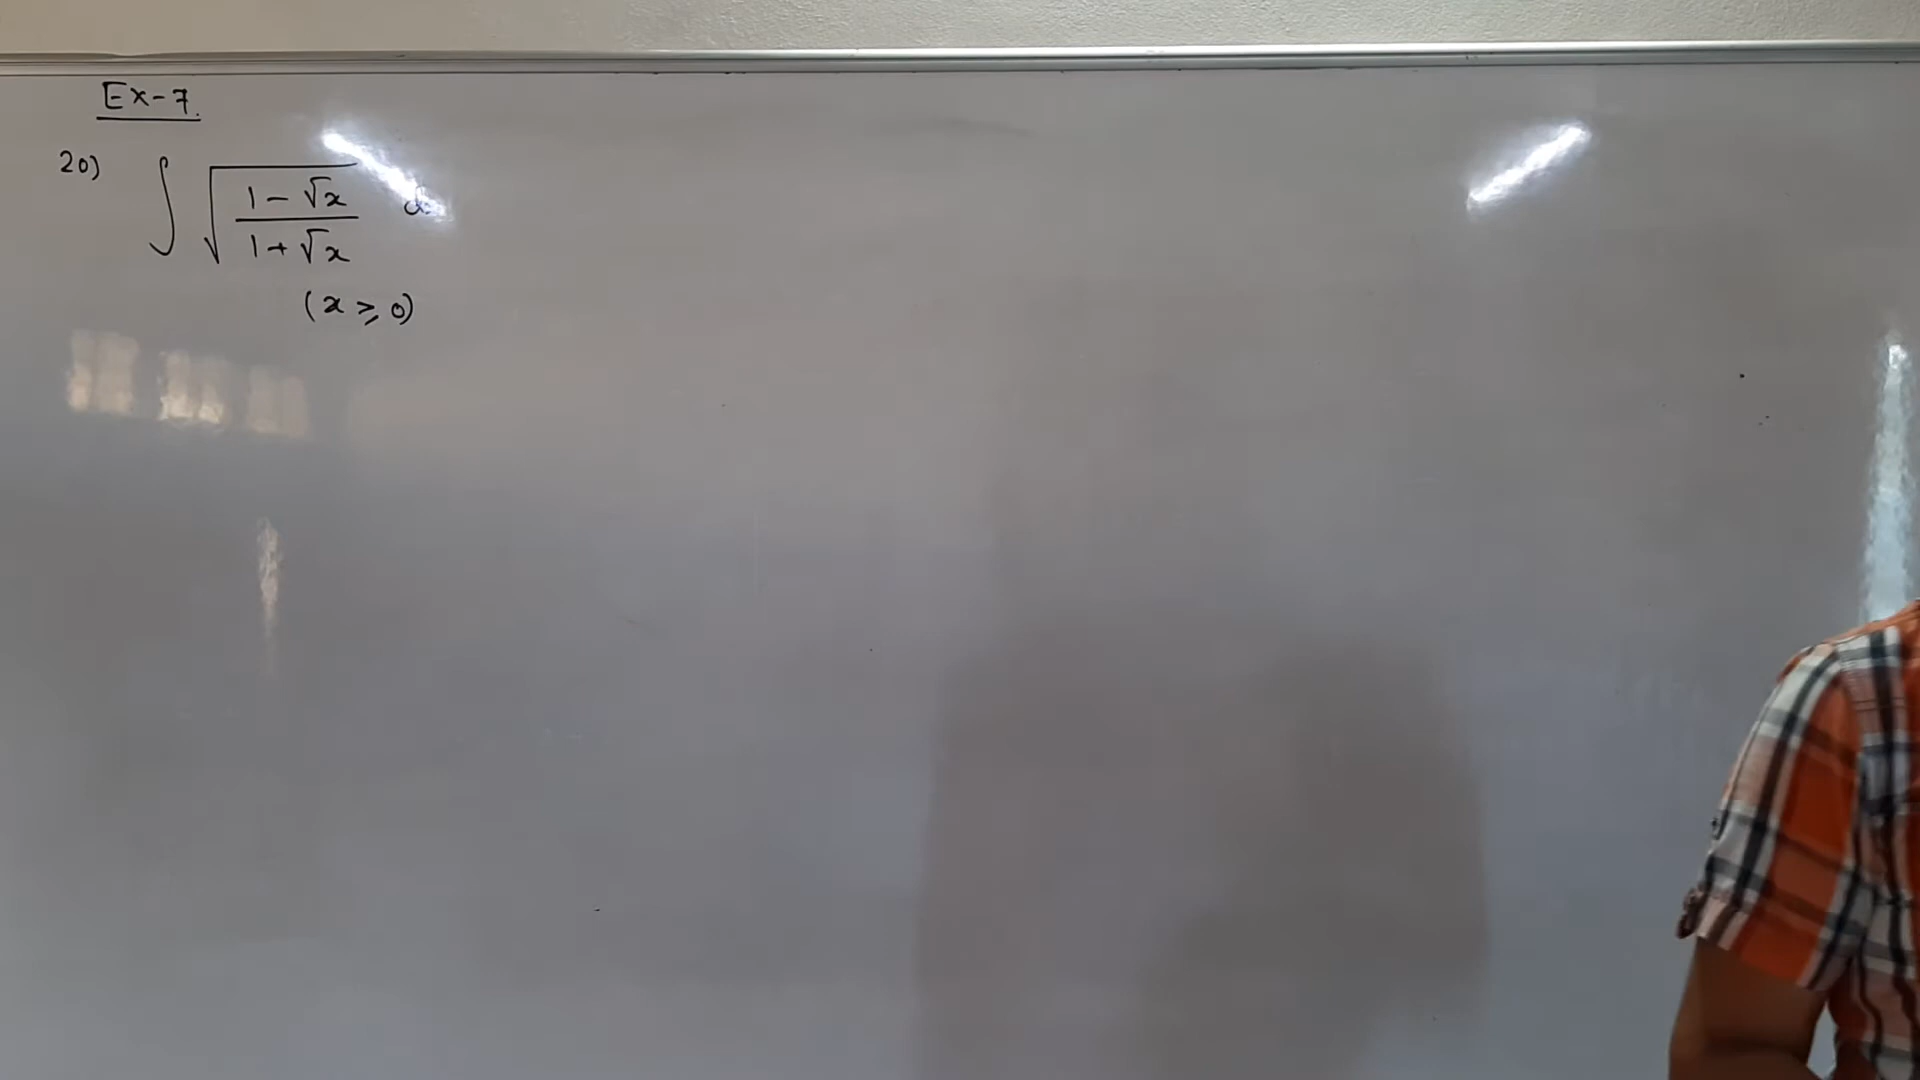 Ex-7.
20) ∫ √((1 - √x)/(1 + √x))
(x ≥ 0)